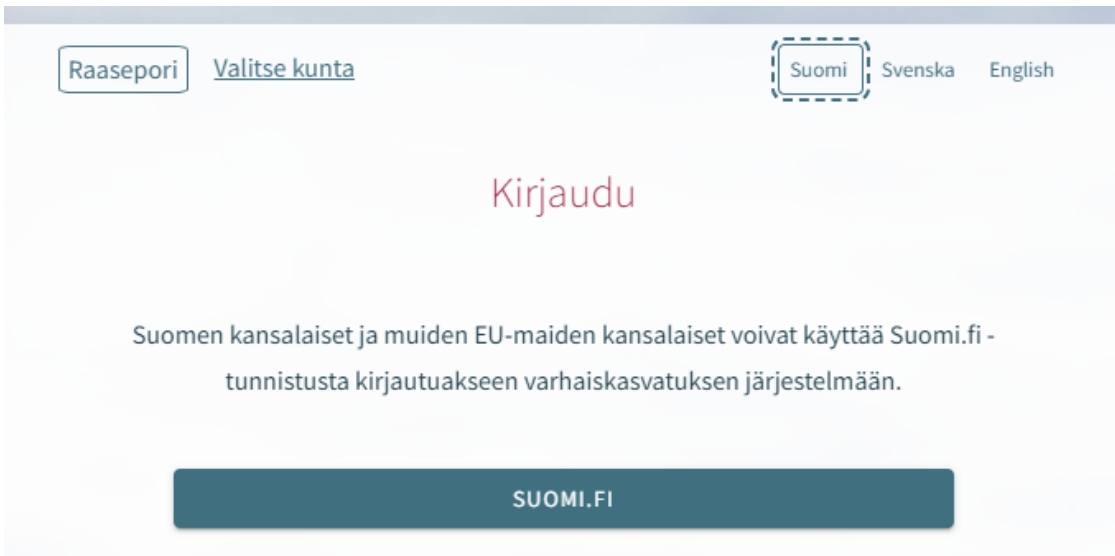 Raasepori Valitse kunta Suomi Svenska English
Kirjaudu
Suomen kansalaiset ja muiden EU-maiden kansalaiset voivat käyttää Suomi.fi -
tunnistusta kirjautuakseen varhaiskasvatuksen järjestelmään.
SUOMI.FI